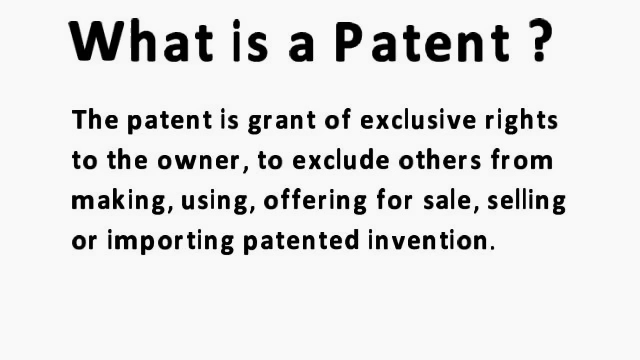 What is a Patent ?
The patent is grant of exclusive rights
to the owner, to exclude others from
making, using, offering for sale, selling
or importing patented invention.